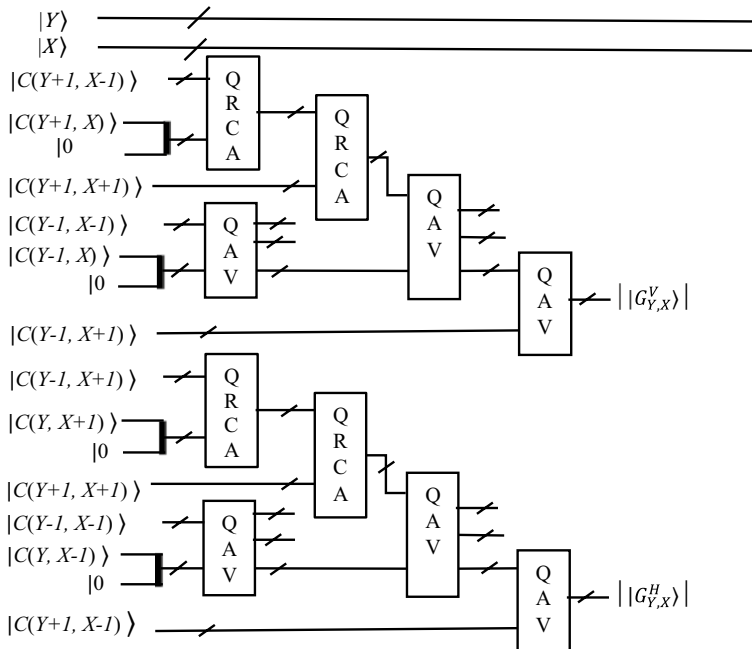 |Y⟩
|X⟩
|C(Y+1, X-1) ⟩
Q
R
C
A
|C(Y+1, X) ⟩
|0
Q
R
C
A
|C(Y+1, X+1) ⟩
Q
A
V
|C(Y-1, X-1)⟩
Q
A
V
|C(Y-1, X)⟩
|0
Q
A
V
| |G^V_{Y,X}⟩|
|C(Y-1, X+1) ⟩
|C(Y-1, X+1) ⟩
Q
R
C
A
|C(Y, X+1) ⟩
|0
Q
R
C
A
|C(Y+1, X+1) ⟩
Q
A
V
|C(Y-1, X-1)⟩
Q
A
V
|C(Y, X-1) ⟩
|0
Q
A
V
| |G^H_{Y,X}⟩|
|C(Y+1, X-1) ⟩